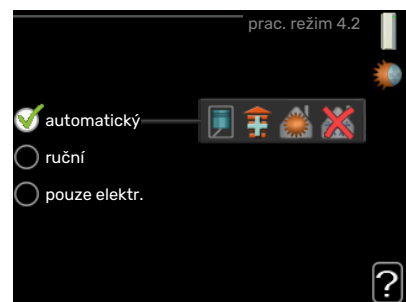 prac. režim 4.2
automatický
ruční
pouze elektr.
?